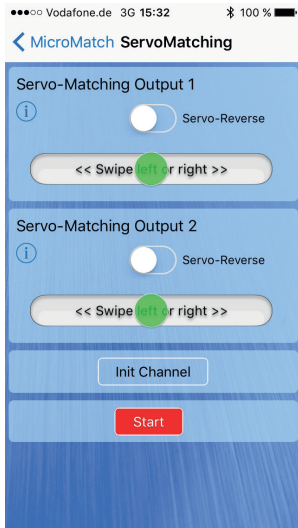 Vodafone.de 3G 15:32 100 %
MicroMatch ServoMatching
Servo-Matching Output 1
i Servo-Reverse
<< Swipe left or right >>
Servo-Matching Output 2
i Servo-Reverse
<< Swipe left or right >>
Init Channel
Start